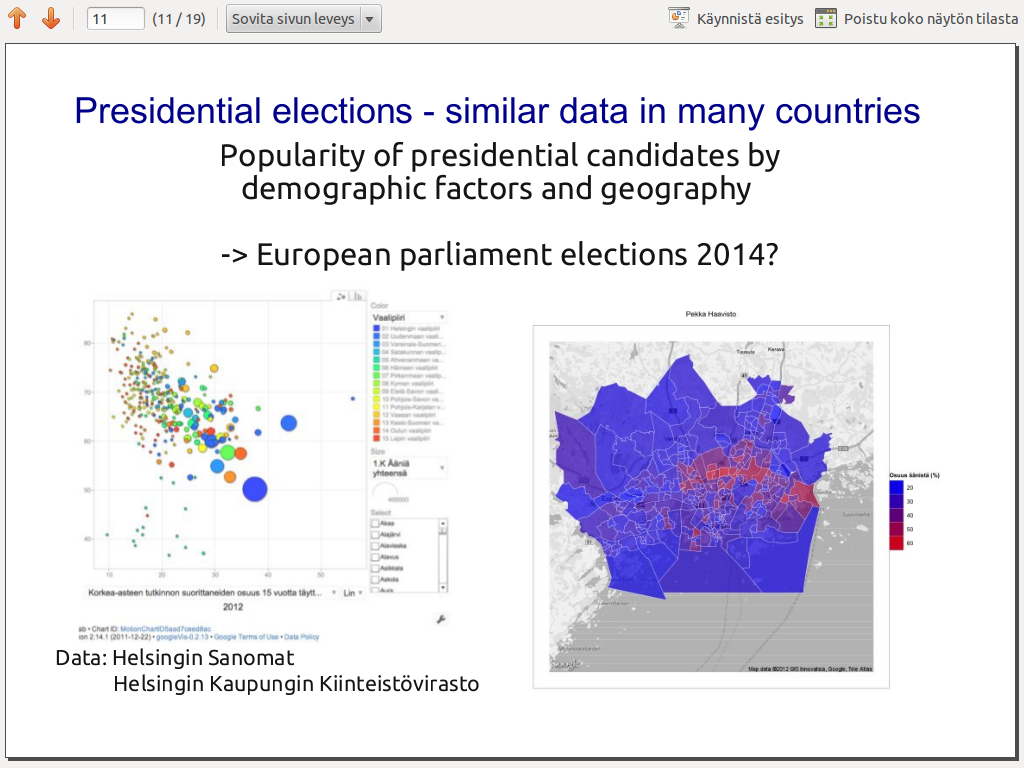 11
(11 / 19)
Sovita sivun leveys
Käynnistä esitys
Poistu koko näytön tilasta
Presidential elections - similar data in many countries
Popularity of presidential candidates by
demographic factors and geography
-> European parliament elections 2014?
Color
Vaalipiiri
01 Helsingin vaalipiiri
02 Uudenmaan vaali...
03 Varsinais-Suomen...
04 Satakunnan vaalip...
05 Ahvenanmaan va...
06 Hämeen vaalipiiri
07 Pirkanmaan vaalip...
08 Kymen vaalipiiri
09 Etelä-Savon vaali...
10 Pohjois-Savon va...
11 Pohjois-Karjalan v...
12 Vaasan vaalipiiri
13 Keski-Suomen va...
14 Oulun vaalipiiri
15 Lapin vaalipiiri
Size
1.K Ääniä
yhteensä
400000
Select
Akaa
Alajärvi
Alavieska
Alavus
Asikkala
Askola
Aura
80
70
60
50
40
10 20 30 40 50
Korkea-asteen tutkinnon suorittaneiden osuus 15 vuotta täytt...
Lin
2012
ab • Chart ID:
ion 2.14.1 (2011-12-22) • googleVis-0.2.13 • Google Terms of Use • Data Policy
Data: Helsingin Sanomat
Helsingin Kaupungin Kiinteistövirasto
Pekka Haavisto
Kerava
Osuus äänistä (%)
20
30
40
50
60
Google
Map data ©2012 GIS Innovatsia, Google, Tele Atlas